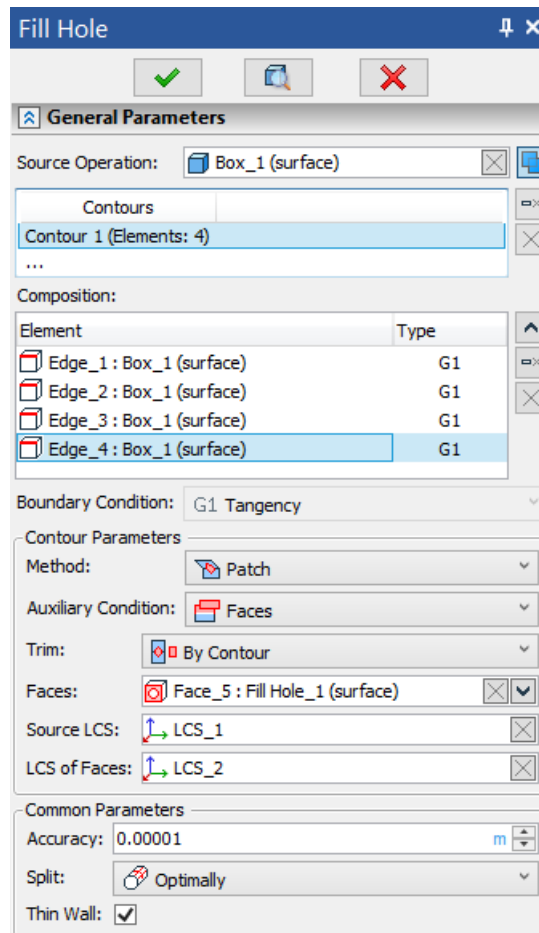 Fill Hole
General Parameters
Source Operation: Box_1 (surface)
Contours
Contour 1 (Elements: 4)
...
Composition:
Element Type
Edge_1 : Box_1 (surface) G1
Edge_2 : Box_1 (surface) G1
Edge_3 : Box_1 (surface) G1
Edge_4 : Box_1 (surface) G1
Boundary Condition: G1 Tangency
Contour Parameters
Method: Patch
Auxiliary Condition: Faces
Trim: By Contour
Faces: Face_5 : Fill Hole_1 (surface)
Source LCS: LCS_1
LCS of Faces: LCS_2
Common Parameters
Accuracy: 0.00001 m
Split: Optimally
Thin Wall: